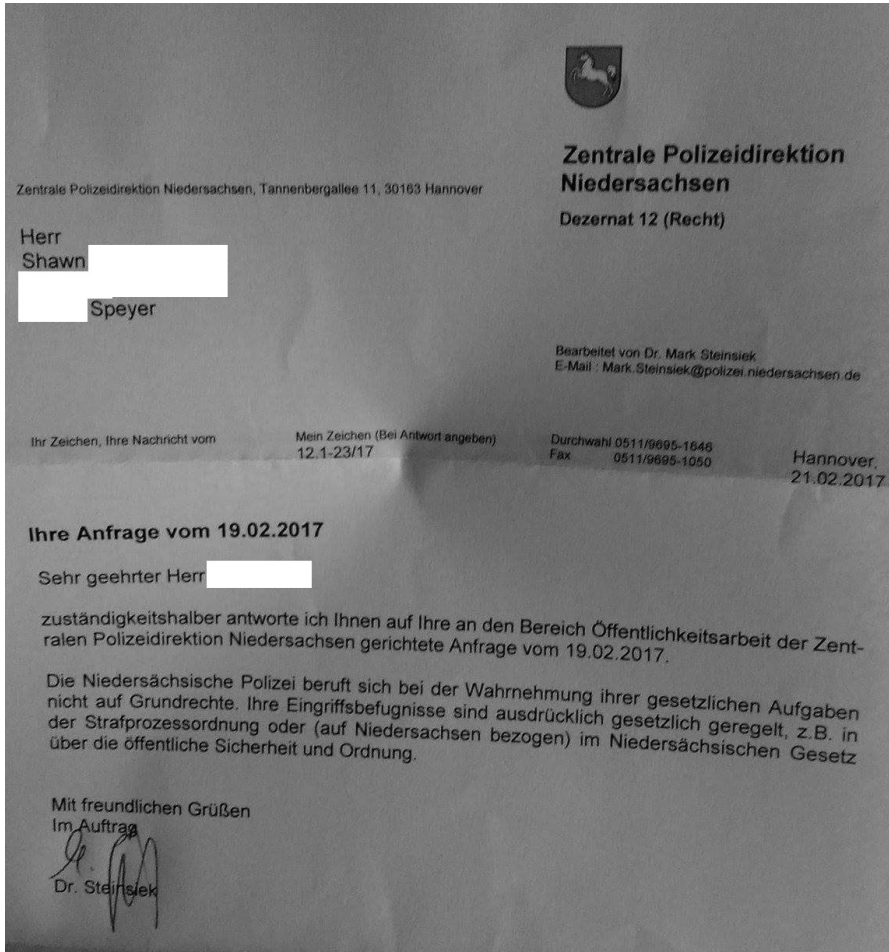 Zentrale Polizeidirektion
Niedersachsen
Dezernat 12 (Recht)
Zentrale Polizeidirektion Niedersachsen, Tannenbergallee 11, 30163 Hannover
Herr
Shawn
Speyer
Bearbeitet von Dr. Mark Steinsiek
E-Mail : Mark.Steinsiek@polizei.niedersachsen.de
Ihr Zeichen, Ihre Nachricht vom
Mein Zeichen (Bei Antwort angeben)
12.1-23/17
Durchwahl 0511/9695-1646
Fax 0511/9695-1050
Hannover,
21.02.2017
Ihre Anfrage vom 19.02.2017
Sehr geehrter Herr
zuständigkeitshalber antworte ich Ihnen auf Ihre an den Bereich Öffentlichkeitsarbeit der Zent-
ralen Polizeidirektion Niedersachsen gerichtete Anfrage vom 19.02.2017.
Die Niedersächsische Polizei beruft sich bei der Wahrnehmung ihrer gesetzlichen Aufgaben
nicht auf Grundrechte. Ihre Eingriffsbefugnisse sind ausdrücklich gesetzlich geregelt, z.B. in
der Strafprozessordnung oder (auf Niedersachsen bezogen) im Niedersächsischen Gesetz
über die öffentliche Sicherheit und Ordnung.
Mit freundlichen Grüßen
Im Auftrag
Dr. Steinsiek